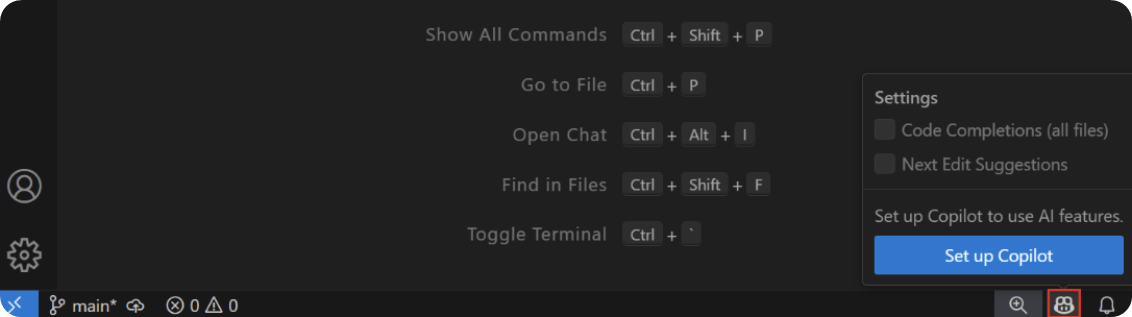 Show All Commands Ctrl + Shift + P
Go to File Ctrl + P
Open Chat Ctrl + Alt + I
Find in Files Ctrl + Shift + F
Toggle Terminal Ctrl + `
Settings
Code Completions (all files)
Next Edit Suggestions
Set up Copilot to use AI features.
Set up Copilot
main* 0 0